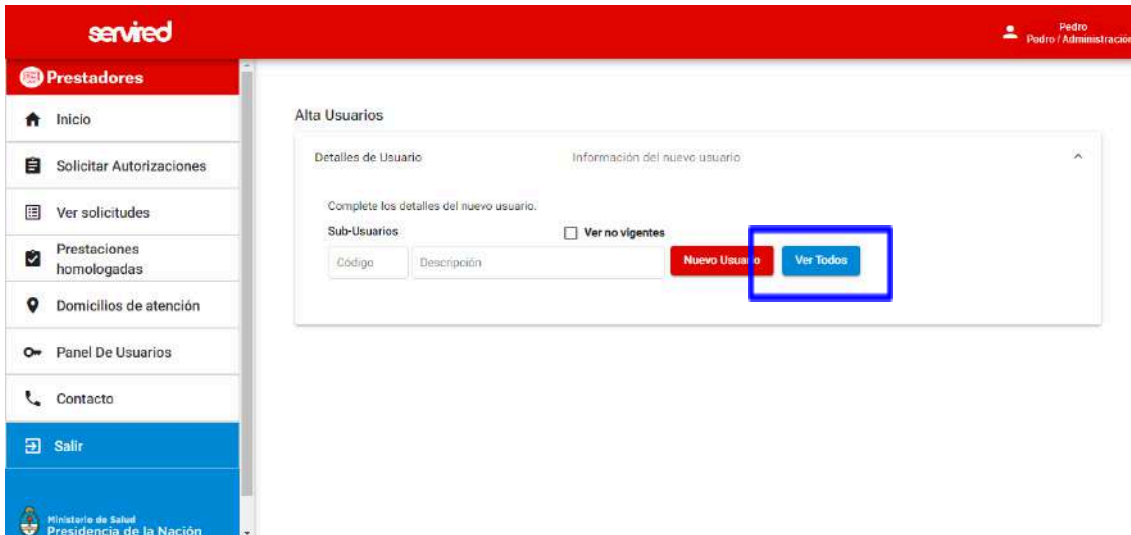 servired
Pedro
Pedro / Administración
Prestadores
Inicio
Solicitar Autorizaciones
Ver solicitudes
Prestaciones
homologadas
Domicilios de atención
Panel De Usuarios
Contacto
Salir
Ministerio de Salud
Presidencia de la Nación
Alta Usuarios
Detalles de Usuario
Información del nuevo usuario
Complete los detalles del nuevo usuario.
Sub-Usuarios
Ver no vigentes
Código
Descripción
Nuevo Usuario
Ver Todos